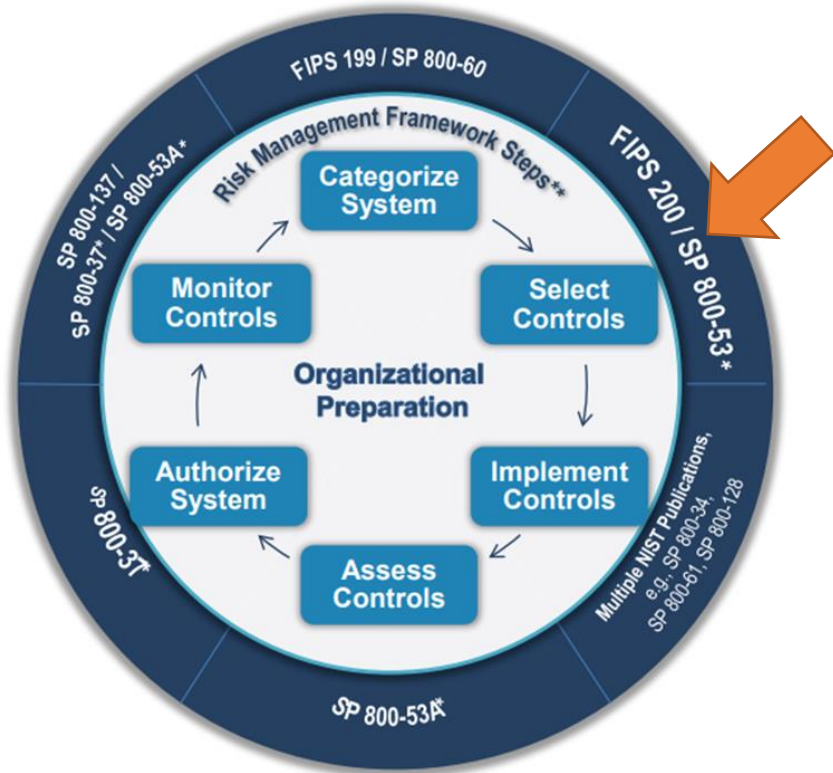 FIPS 199 / SP 800-60
FIPS 200 / SP 800-53*
Multiple NIST Publications,
e.g., SP 800-34,
SP 800-61, SP 800-128
SP 800-53A*
SP 800-37*
SP 800-137 /
SP 800-37* / SP 800-53A*
Risk Management Framework Steps**
Categorize
System
Select
Controls
Implement
Controls
Assess
Controls
Authorize
System
Monitor
Controls
Organizational
Preparation